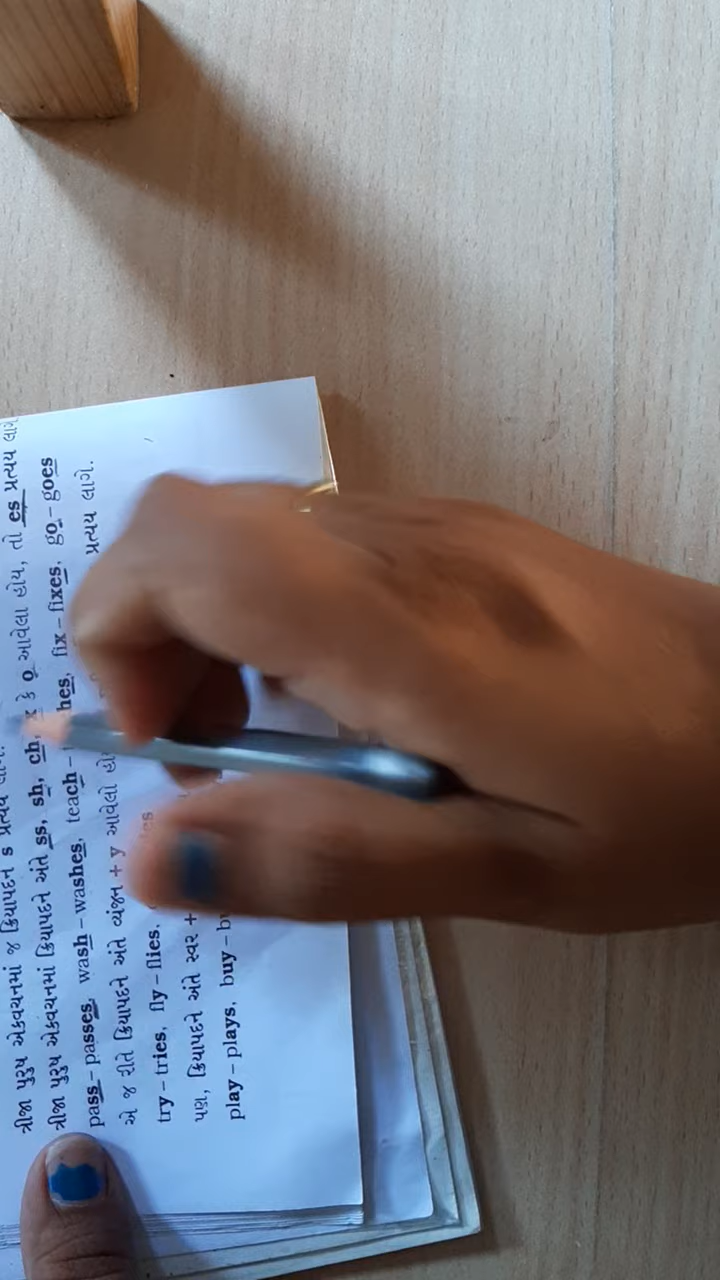 ત્રીજા પુરુષ એકવચનમાં જ ક્રિયાપદને s પ્રત્યય લાગે.
ત્રીજા પુરુષ એકવચનમાં ક્રિયાપદને અંતે ss, sh, ch, x કે o આવેલા હોય, તો es પ્રત્યય લાગે
pass – passes, wash – washes, teach – hes, fix – fixes, go – goes
એ જ રીતે ક્રિયાપદને અંતે વ્યંજન + y આવેલો પ્રત્યય લાગે.
try – tries, fly – flies,
પણ, ક્રિયાપદને અંતે સ્વર +
play – plays, buy –